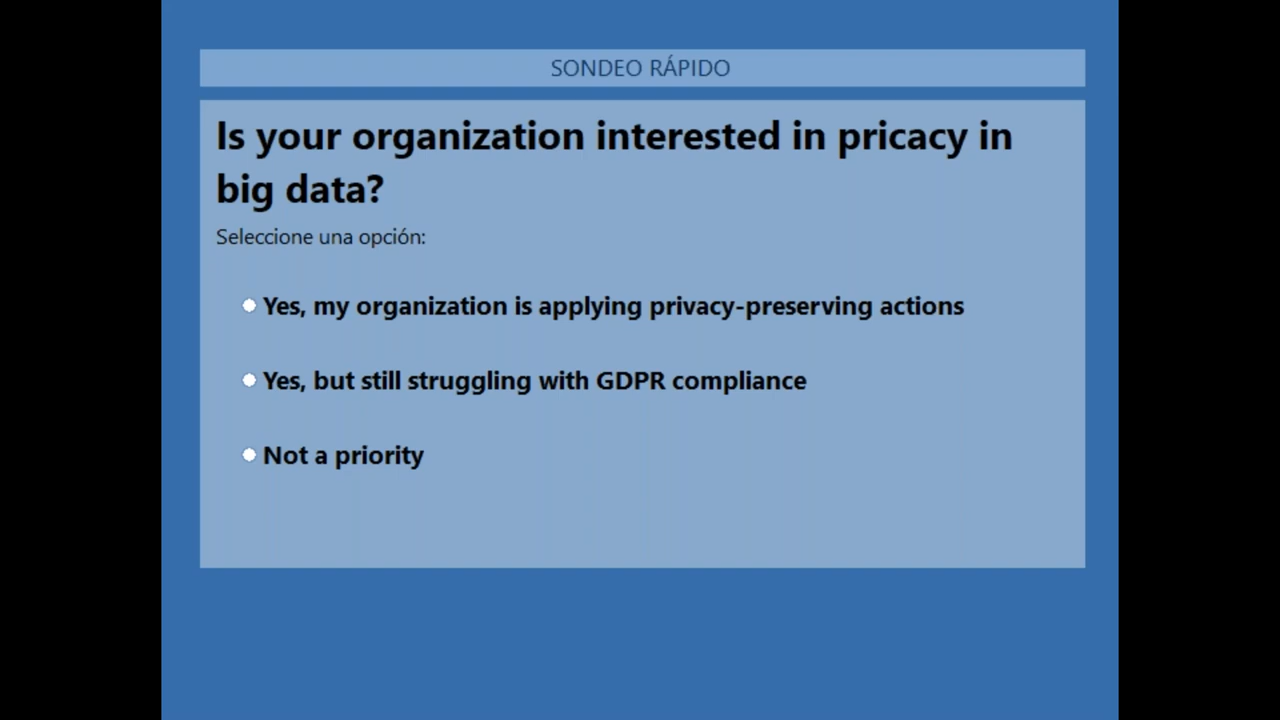 SONDEO RÁPIDO
Is your organization interested in pricacy in
big data?
Seleccione una opción:
Yes, my organization is applying privacy-preserving actions
Yes, but still struggling with GDPR compliance
Not a priority